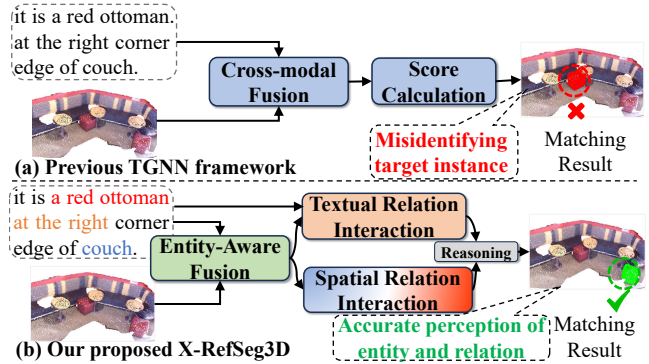 it is a red ottoman.
at the right corner
edge of couch.
Cross-modal
Fusion
Score
Calculation
Misidentifying
target instance
Matching
Result
(a) Previous TGNN framework
it is a red ottoman
at the right corner
edge of couch.
Entity-Aware
Fusion
Textual Relation
Interaction
Spatial Relation
Interaction
Reasoning
Accurate perception of
entity and relation
Matching
Result
(b) Our proposed X-RefSeg3D